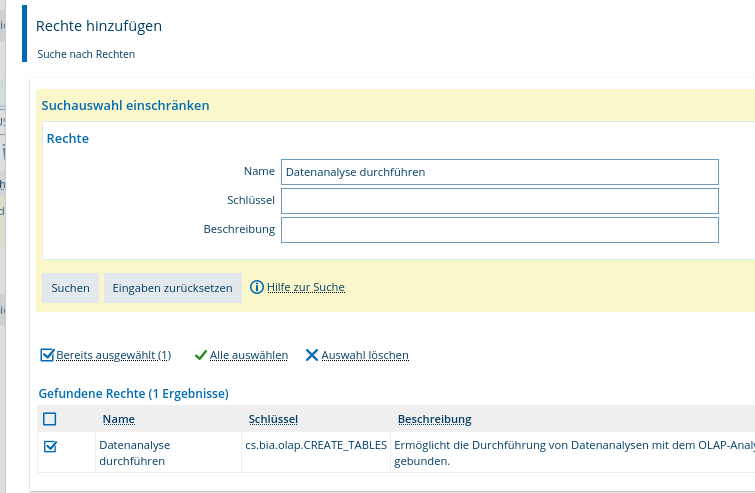 Rechte hinzufügen
Suche nach Rechten
Suchauswahl einschränken
Rechte
Name Datenanalyse durchführen
Schlüssel
Beschreibung
Suchen Eingaben zurücksetzen Hilfe zur Suche
Bereits ausgewählt (1) Alle auswählen Auswahl löschen
Gefundene Rechte (1 Ergebnisse)
Name Schlüssel Beschreibung
Datenanalyse cs.bia.olap.CREATE_TABLES Ermöglicht die Durchführung von Datenanalysen mit dem OLAP-Analy
durchführen gebunden.